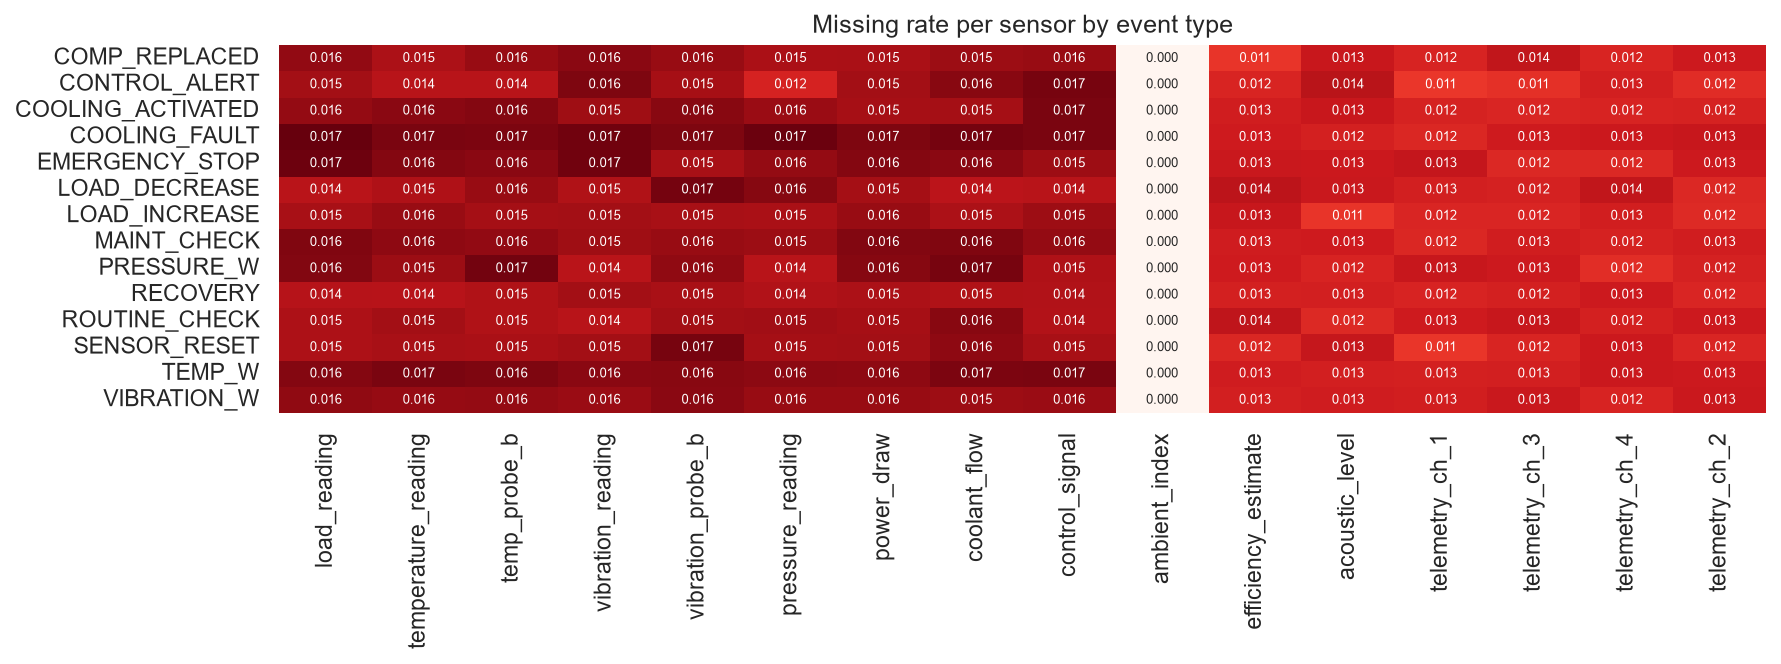 Missing rate per sensor by event type
COMP_REPLACED 0.016 0.015 0.016 0.016 0.016 0.015 0.015 0.015 0.016 0.000 0.011 0.013 0.012 0.014 0.012 0.013
CONTROL_ALERT 0.015 0.014 0.014 0.016 0.015 0.012 0.015 0.016 0.017 0.000 0.012 0.014 0.011 0.011 0.013 0.012
COOLING_ACTIVATED 0.016 0.016 0.016 0.015 0.016 0.016 0.015 0.015 0.017 0.000 0.013 0.013 0.012 0.012 0.012 0.012
COOLING_FAULT 0.017 0.017 0.017 0.017 0.017 0.017 0.017 0.017 0.017 0.000 0.013 0.012 0.012 0.013 0.013 0.013
EMERGENCY_STOP 0.017 0.016 0.016 0.017 0.015 0.016 0.016 0.016 0.015 0.000 0.013 0.013 0.013 0.012 0.012 0.013
LOAD_DECREASE 0.014 0.015 0.016 0.015 0.017 0.016 0.015 0.014 0.014 0.000 0.014 0.013 0.013 0.012 0.014 0.012
LOAD_INCREASE 0.015 0.016 0.015 0.015 0.015 0.015 0.016 0.015 0.015 0.000 0.013 0.011 0.012 0.012 0.013 0.012
MAINT_CHECK 0.016 0.016 0.016 0.015 0.016 0.015 0.016 0.016 0.016 0.000 0.013 0.013 0.012 0.013 0.012 0.013
PRESSURE_W 0.016 0.015 0.017 0.014 0.016 0.014 0.016 0.017 0.015 0.000 0.013 0.012 0.013 0.013 0.012 0.012
RECOVERY 0.014 0.014 0.015 0.015 0.015 0.014 0.015 0.015 0.014 0.000 0.013 0.013 0.012 0.012 0.013 0.012
ROUTINE_CHECK 0.015 0.015 0.015 0.014 0.015 0.015 0.015 0.016 0.014 0.000 0.014 0.012 0.013 0.013 0.012 0.013
SENSOR_RESET 0.015 0.015 0.015 0.015 0.017 0.015 0.015 0.016 0.015 0.000 0.012 0.013 0.011 0.012 0.013 0.012
TEMP_W 0.016 0.017 0.016 0.016 0.016 0.016 0.016 0.017 0.017 0.000 0.013 0.013 0.013 0.013 0.013 0.013
VIBRATION_W 0.016 0.016 0.016 0.016 0.016 0.016 0.016 0.015 0.016 0.000 0.013 0.013 0.013 0.013 0.012 0.013
load_reading
temperature_reading
temp_probe_b
vibration_reading
vibration_probe_b
pressure_reading
power_draw
coolant_flow
control_signal
ambient_index
efficiency_estimate
acoustic_level
telemetry_ch_1
telemetry_ch_3
telemetry_ch_4
telemetry_ch_2